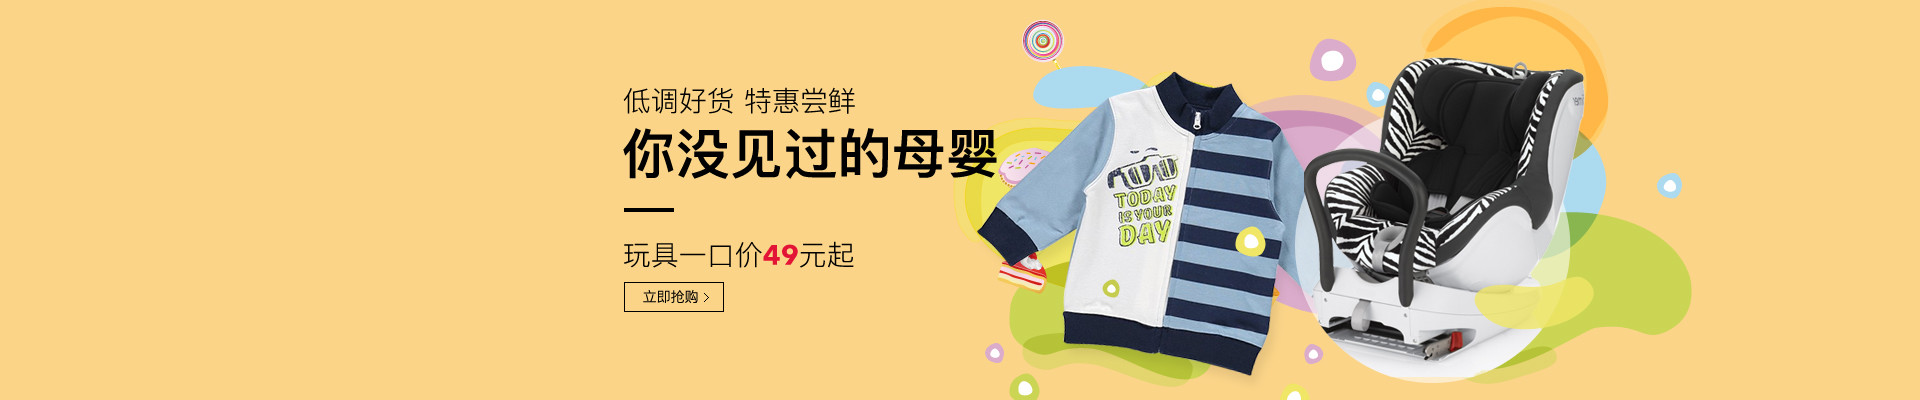 低调好货 特惠尝鲜
你没见过的母婴
玩具一口价49元起
立即抢购 >
TODAY
IS YOUR
DAY